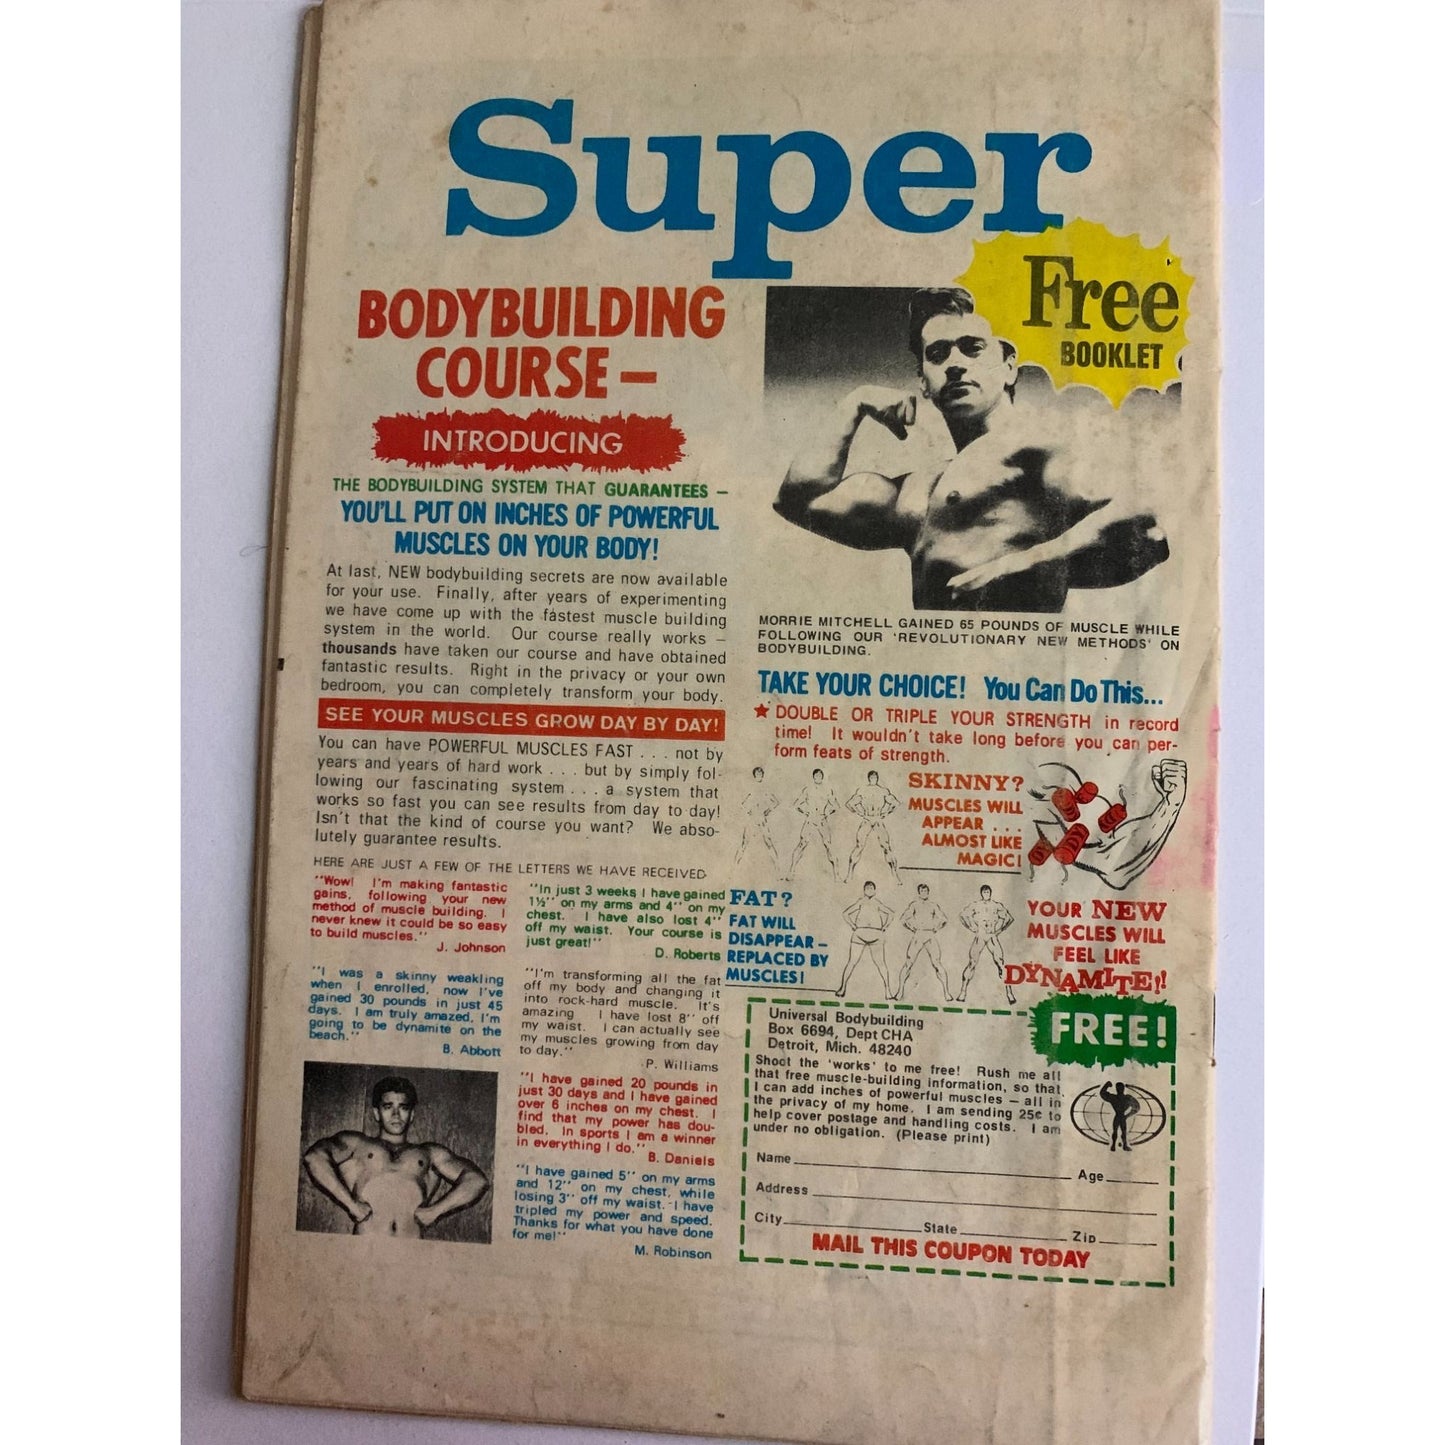 Super
Free
BOOKLET
BODYBUILDING
COURSE —
INTRODUCING
THE BODYBUILDING SYSTEM THAT GUARANTEES —
YOU'LL PUT ON INCHES OF POWERFUL
MUSCLES ON YOUR BODY!
At last, NEW bodybuilding secrets are now available
for your use. Finally, after years of experimenting
we have come up with the fastest muscle building
system in the world. Our course really works —
thousands have taken our course and have obtained
fantastic results. Right in the privacy or your own
bedroom, you can completely transform your body.
SEE YOUR MUSCLES GROW DAY BY DAY!
You can have POWERFUL MUSCLES FAST . . . not by
years and years of hard work . . . but by simply fol-
lowing our fascinating system . . . a system that
works so fast you can see results from day to day!
Isn't that the kind of course you want? We abso-
lutely guarantee results.
HERE ARE JUST A FEW OF THE LETTERS WE HAVE RECEIVED
"Wow! I'm making fantastic
gains, following your new
method of muscle building. I
never knew it could be so easy
to build muscles."
J. Johnson
"I was a skinny weakling
when I enrolled, now I've
gained 30 pounds in just 45
days. I am truly amazed, I'm
going to be dynamite on the
beach."
B. Abbott
"In just 3 weeks I have gained
1½" on my arms and 4" on my
chest. I have also lost 4"
off my waist. Your course is
just great!"
D. Roberts
"I'm transforming all the fat
off my body and changing it
into rock-hard muscle. It's
amazing I have lost 8" off
my waist. I can actually see
my muscles growing from day
to day."
P. Williams
"I have gained 20 pounds in
just 30 days and I have gained
over 6 inches on my chest. I
find that my power has dou-
bled. In sports I am a winner
in everything I do."
B. Daniels
"I have gained 5" on my arms
and 12" on my chest, while
losing 3" off my waist. I have
tripled my power and speed.
Thanks for what you have done
for me!"
M. Robinson
MORRIE MITCHELL GAINED 65 POUNDS OF MUSCLE WHILE
FOLLOWING OUR 'REVOLUTIONARY NEW METHODS' ON
BODYBUILDING.
TAKE YOUR CHOICE! You Can Do This...
★ DOUBLE OR TRIPLE YOUR STRENGTH in record
time! It wouldn't take long before you can per-
form feats of strength.
SKINNY?
MUSCLES WILL
APPEAR . . .
ALMOST LIKE
MAGIC!
FAT?
FAT WILL
DISAPPEAR —
REPLACED BY
MUSCLES!
YOUR NEW
MUSCLES WILL
FEEL LIKE
DYNAMITE!!
FREE!
Universal Bodybuilding
Box 6694, Dept CHA
Detroit, Mich. 48240
Shoot the 'works' to me free! Rush me all
that free muscle-building information, so that
I can add inches of powerful muscles — all in
the privacy of my home. I am sending 25¢ to
help cover postage and handling costs. I am
under no obligation. (Please print)
Name Age
Address
City State Zip
MAIL THIS COUPON TODAY